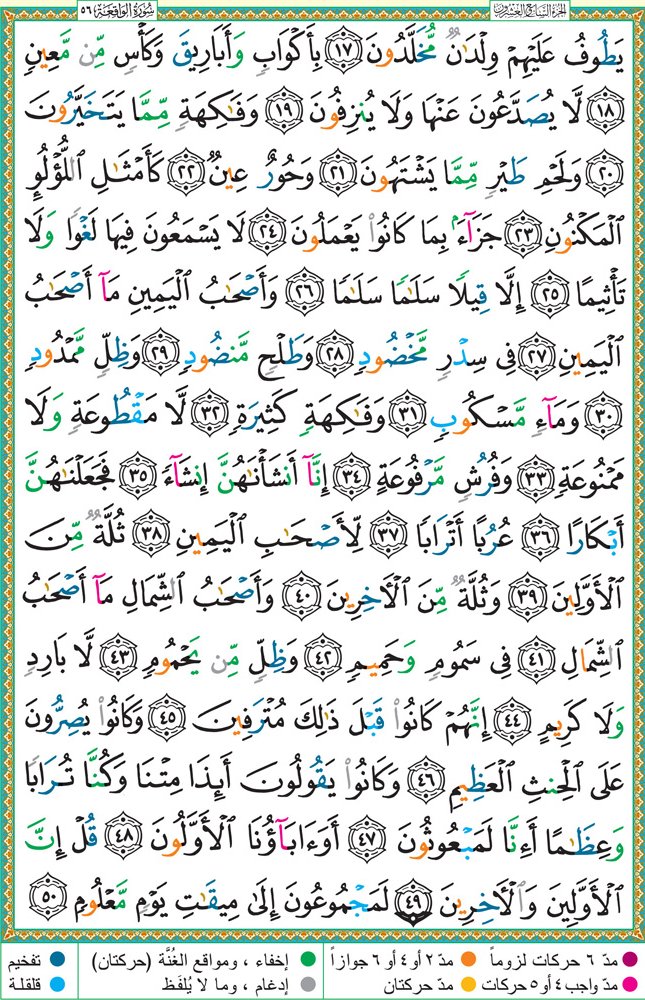 سُورَةُ الوَاقِعَة ٥٦
الجزء السابع والعشرون
يَطُوفُ عَلَيْهِمْ وِلْدَٰنٌ مُّخَلَّدُونَ ١٧ بِأَكْوَابٍ وَأَبَارِيقَ وَكَأْسٍ مِّن مَّعِينٍ
١٨ لَّا يُصَدَّعُونَ عَنْهَا وَلَا يُنزِفُونَ ١٩ وَفَٰكِهَةٍ مِّمَّا يَتَخَيَّرُونَ
٢٠ وَلَحْمِ طَيْرٍ مِّمَّا يَشْتَهُونَ ٢١ وَحُورٌ عِينٌ ٢٢ كَأَمْثَٰلِ ٱللُّؤْلُؤِ
ٱلْمَكْنُونِ ٢٣ جَزَآءًۢ بِمَا كَانُوا۟ يَعْمَلُونَ ٢٤ لَا يَسْمَعُونَ فِيهَا لَغْوًا وَلَا
تَأْثِيمًا ٢٥ إِلَّا قِيلًا سَلَٰمًا سَلَٰمًا ٢٦ وَأَصْحَٰبُ ٱلْيَمِينِ مَآ أَصْحَٰبُ
ٱلْيَمِينِ ٢٧ فِى سِدْرٍ مَّخْضُودٍ ٢٨ وَطَلْحٍ مَّنضُودٍ ٢٩ وَظِلٍّ مَّمْدُودٍ
٣٠ وَمَآءٍ مَّسْكُوبٍ ٣١ وَفَٰكِهَةٍ كَثِيرَةٍ ٣٢ لَّا مَقْطُوعَةٍ وَلَا
مَمْنُوعَةٍ ٣٣ وَفُرُشٍ مَّرْفُوعَةٍ ٣٤ إِنَّآ أَنشَأْنَٰهُنَّ إِنشَآءً ٣٥ فَجَعَلْنَٰهُنَّ
أَبْكَارًا ٣٦ عُرُبًا أَتْرَابًا ٣٧ لِّأَصْحَٰبِ ٱلْيَمِينِ ٣٨ ثُلَّةٌ مِّنَ
ٱلْأَوَّلِينَ ٣٩ وَثُلَّةٌ مِّنَ ٱلْءَاخِرِينَ ٤٠ وَأَصْحَٰبُ ٱلشِّمَالِ مَآ أَصْحَٰبُ
ٱلشِّمَالِ ٤١ فِى سَمُومٍ وَحَمِيمٍ ٤٢ وَظِلٍّ مِّن يَحْمُومٍ ٤٣ لَّا بَارِدٍ
وَلَا كَرِيمٍ ٤٤ إِنَّهُمْ كَانُوا۟ قَبْلَ ذَٰلِكَ مُتْرَفِينَ ٤٥ وَكَانُوا۟ يُصِرُّونَ
عَلَى ٱلْحِنثِ ٱلْعَظِيمِ ٤٦ وَكَانُوا۟ يَقُولُونَ أَئِذَا مِتْنَا وَكُنَّا تُرَابًا
وَعِظَٰمًا أَءِنَّا لَمَبْعُوثُونَ ٤٧ أَوَءَابَآؤُنَا ٱلْأَوَّلُونَ ٤٨ قُلْ إِنَّ
ٱلْأَوَّلِينَ وَٱلْءَاخِرِينَ ٤٩ لَمَجْمُوعُونَ إِلَىٰ مِيقَٰتِ يَوْمٍ مَّعْلُومٍ ٥٠
مدّ ٦ حركات لزوماً مدّ ٢ أو ٤ أو ٦ جوازاً إخفاء ، ومواقع الغُنَّة (حركتان) تفخيم
مدّ واجب ٤ أو ٥ حركات مدّ حركتان إدغام ، وما لا يُلفَظ قلقلة